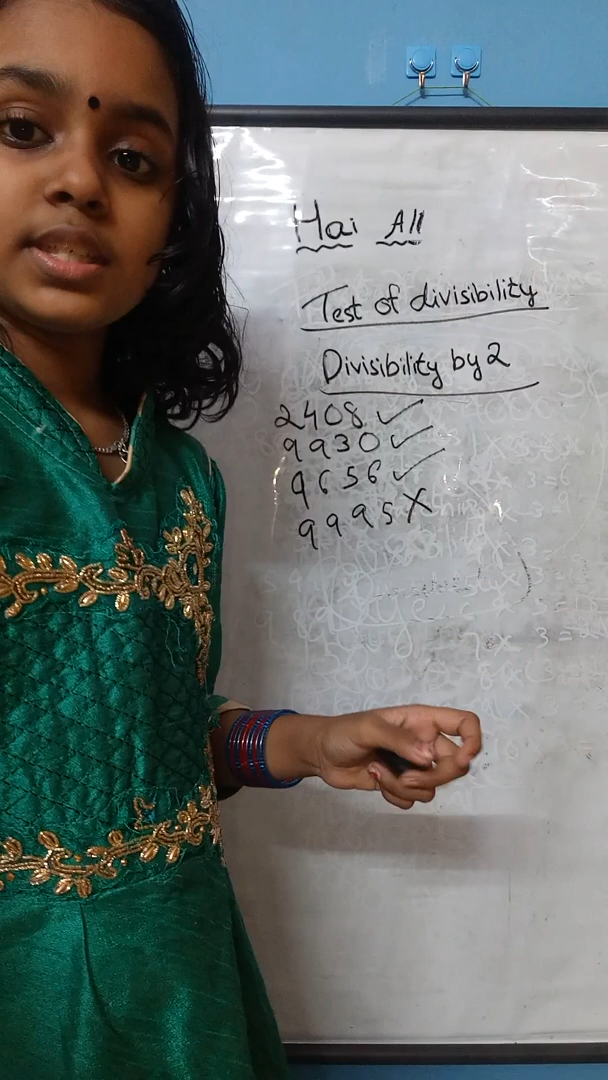 Hai All
Test of divisibility
Divisibility by 2
2408 ✓
9930 ✓
9656 ✓
9995 X